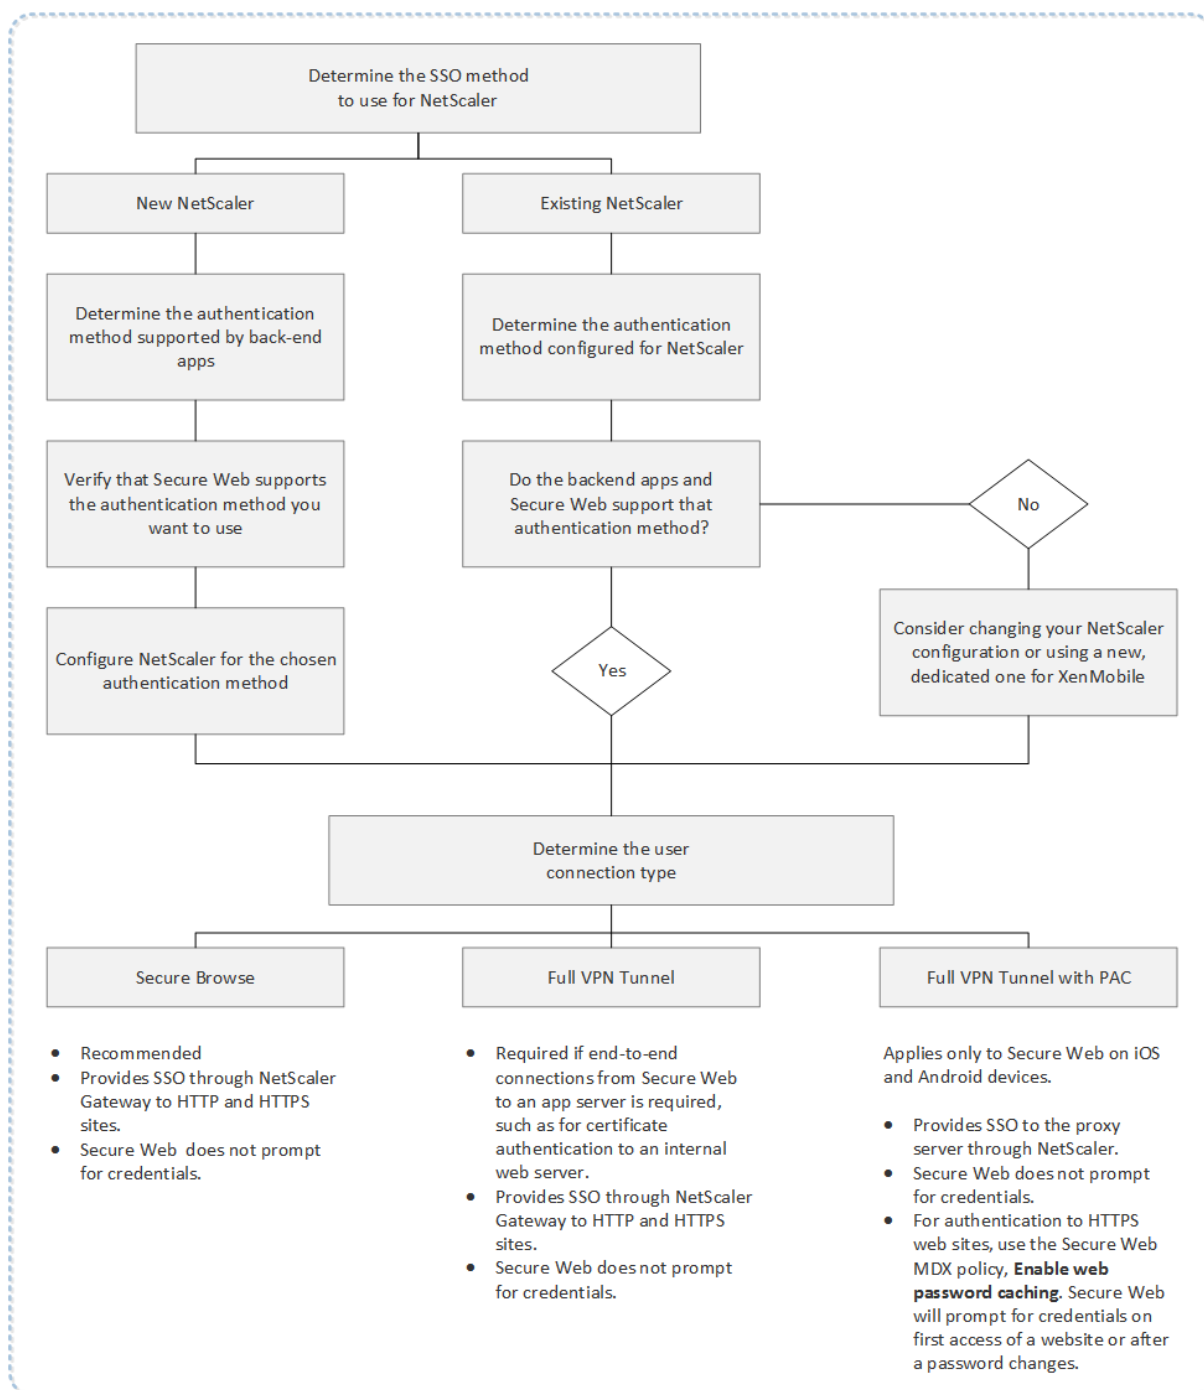 Determine the SSO method
to use for NetScaler
New NetScaler
Existing NetScaler
Determine the authentication
method supported by back-end
apps
Determine the authentication
method configured for NetScaler
Verify that Secure Web supports
the authentication method you
want to use
Do the backend apps and
Secure Web support that
authentication method?
No
Configure NetScaler for the chosen
authentication method
Yes
Consider changing your NetScaler
configuration or using a new,
dedicated one for XenMobile
Determine the user
connection type
Secure Browse
Full VPN Tunnel
Full VPN Tunnel with PAC
• Recommended
• Provides SSO through NetScaler
Gateway to HTTP and HTTPS
sites.
• Secure Web does not prompt
for credentials.
• Required if end-to-end
connections from Secure Web
to an app server is required,
such as for certificate
authentication to an internal
web server.
• Provides SSO through NetScaler
Gateway to HTTP and HTTPS
sites.
• Secure Web does not prompt
for credentials.
Applies only to Secure Web on iOS
and Android devices.
• Provides SSO to the proxy
server through NetScaler.
• Secure Web does not prompt
for credentials.
• For authentication to HTTPS
web sites, use the Secure Web
MDX policy, Enable web
password caching. Secure Web
will prompt for credentials on
first access of a website or after
a password changes.